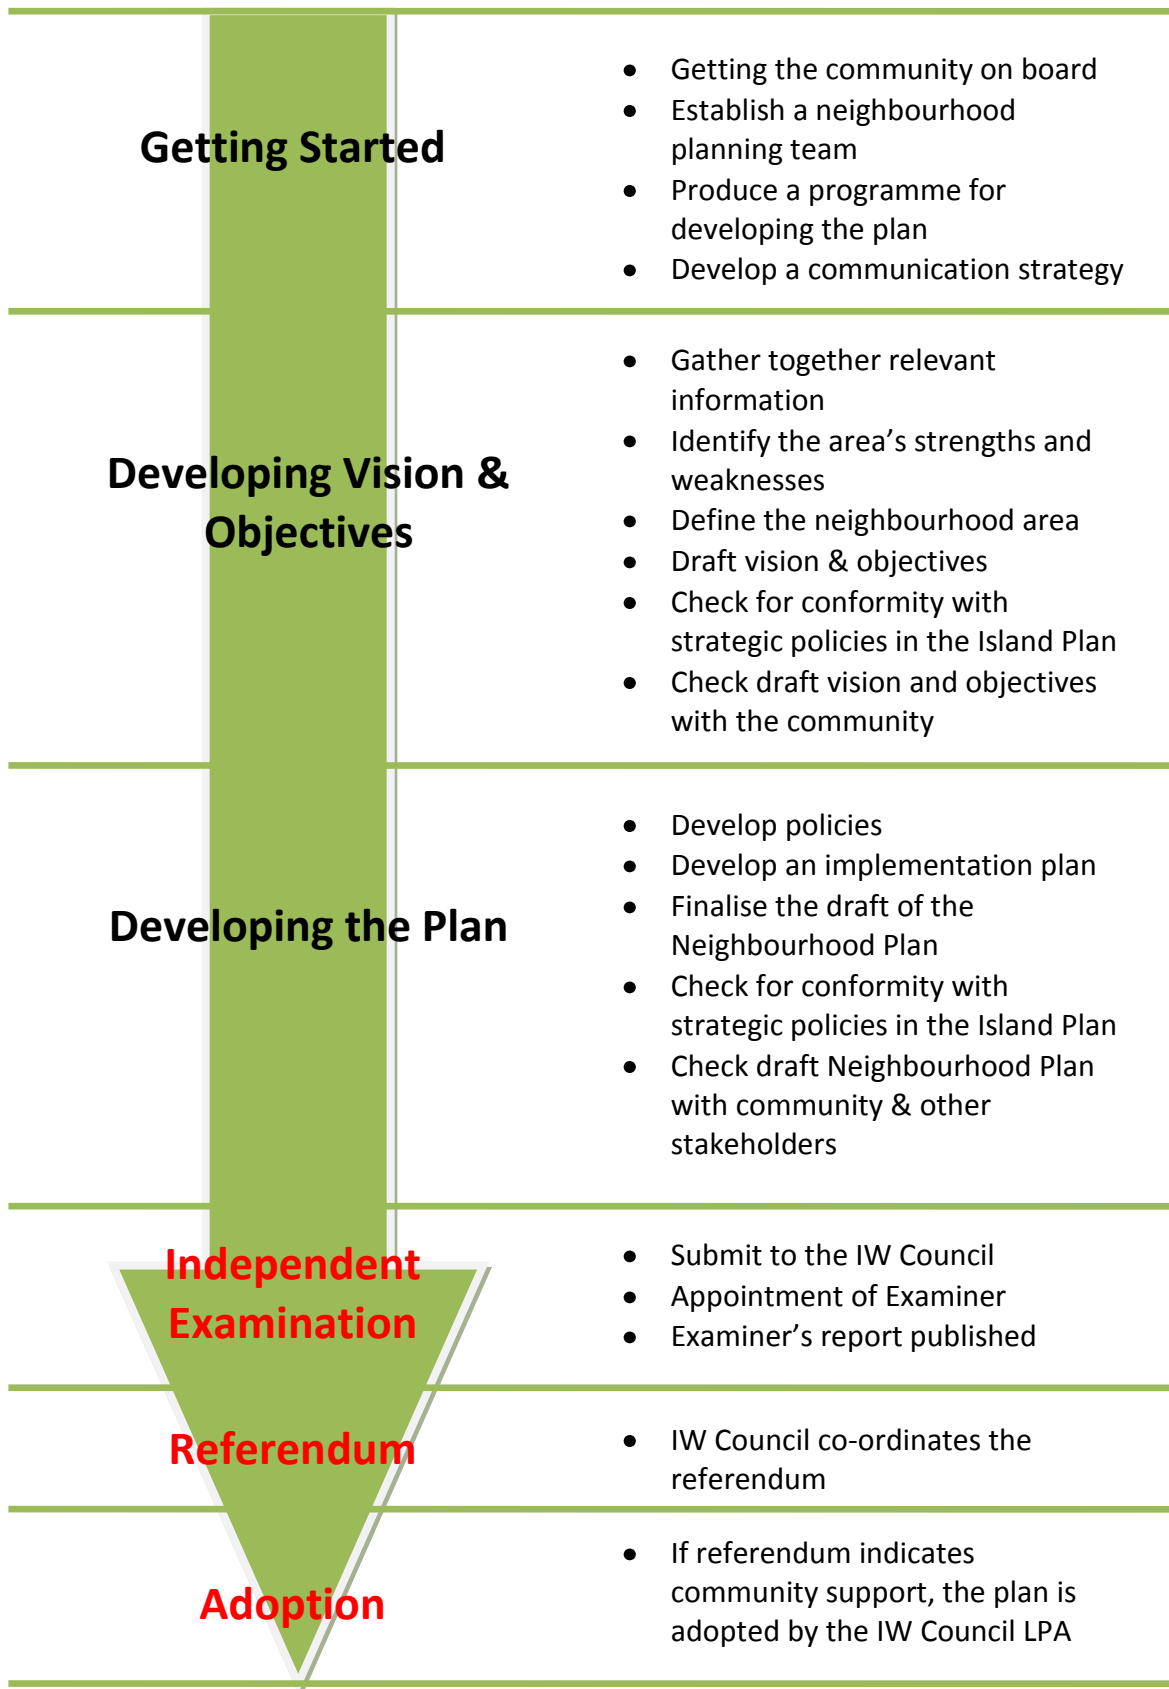 Getting Started
• Getting the community on board
• Establish a neighbourhood
planning team
• Produce a programme for
developing the plan
• Develop a communication strategy
Developing Vision &
Objectives
• Gather together relevant
information
• Identify the area’s strengths and
weaknesses
• Define the neighbourhood area
• Draft vision & objectives
• Check for conformity with
strategic policies in the Island Plan
• Check draft vision and objectives
with the community
Developing the Plan
• Develop policies
• Develop an implementation plan
• Finalise the draft of the
Neighbourhood Plan
• Check for conformity with
strategic policies in the Island Plan
• Check draft Neighbourhood Plan
with community & other
stakeholders
Independent
Examination
• Submit to the IW Council
• Appointment of Examiner
• Examiner’s report published
Referendum
• IW Council co-ordinates the
referendum
Adoption
• If referendum indicates
community support, the plan is
adopted by the IW Council LPA